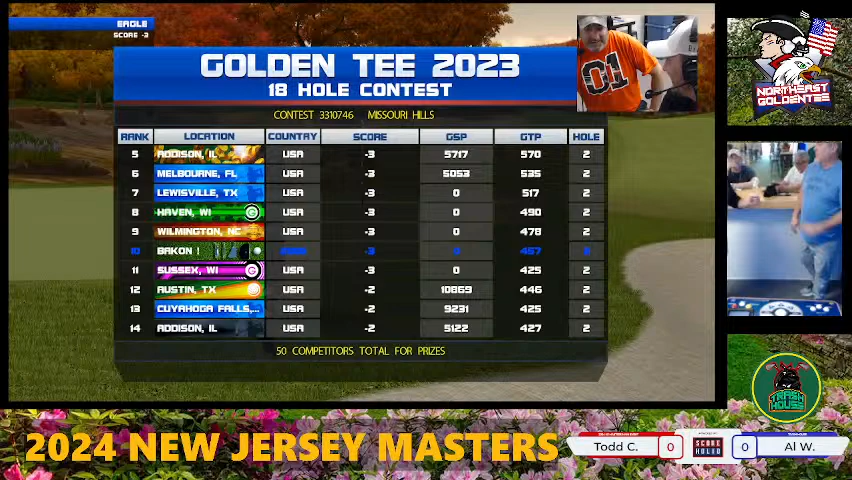 EAGLE
SCORE -3
GOLDEN TEE 2023
18 HOLE CONTEST
CONTEST 3310746 MISSOURI HILLS
RANK LOCATION COUNTRY SCORE GSP GTP HOLE
5 ADDISON, IL USA -3 5717 570 2
6 MELBOURNE, FL USA -3 5053 535 2
7 LEWISVILLE, TX USA -3 0 517 2
8 HAVEN, WI USA -3 0 490 2
9 WILMINGTON, NC USA -3 0 478 2
10 BAKON ! -3 0 457
11 SUSSEX, WI USA -3 0 425 2
12 AUSTIN, TX USA -2 10869 446 2
13 CUYAHOGA FALLS,... USA -2 9231 425 2
14 ADDISON, IL USA -2 5122 427 2
50 COMPETITORS TOTAL FOR PRIZES
01
NORTHEAST
GOLDENTEE
TRASH
HOUSE
2024 NEW JERSEY MASTERS
Todd C. 0
SCORE
HOLIO
0 Al W.